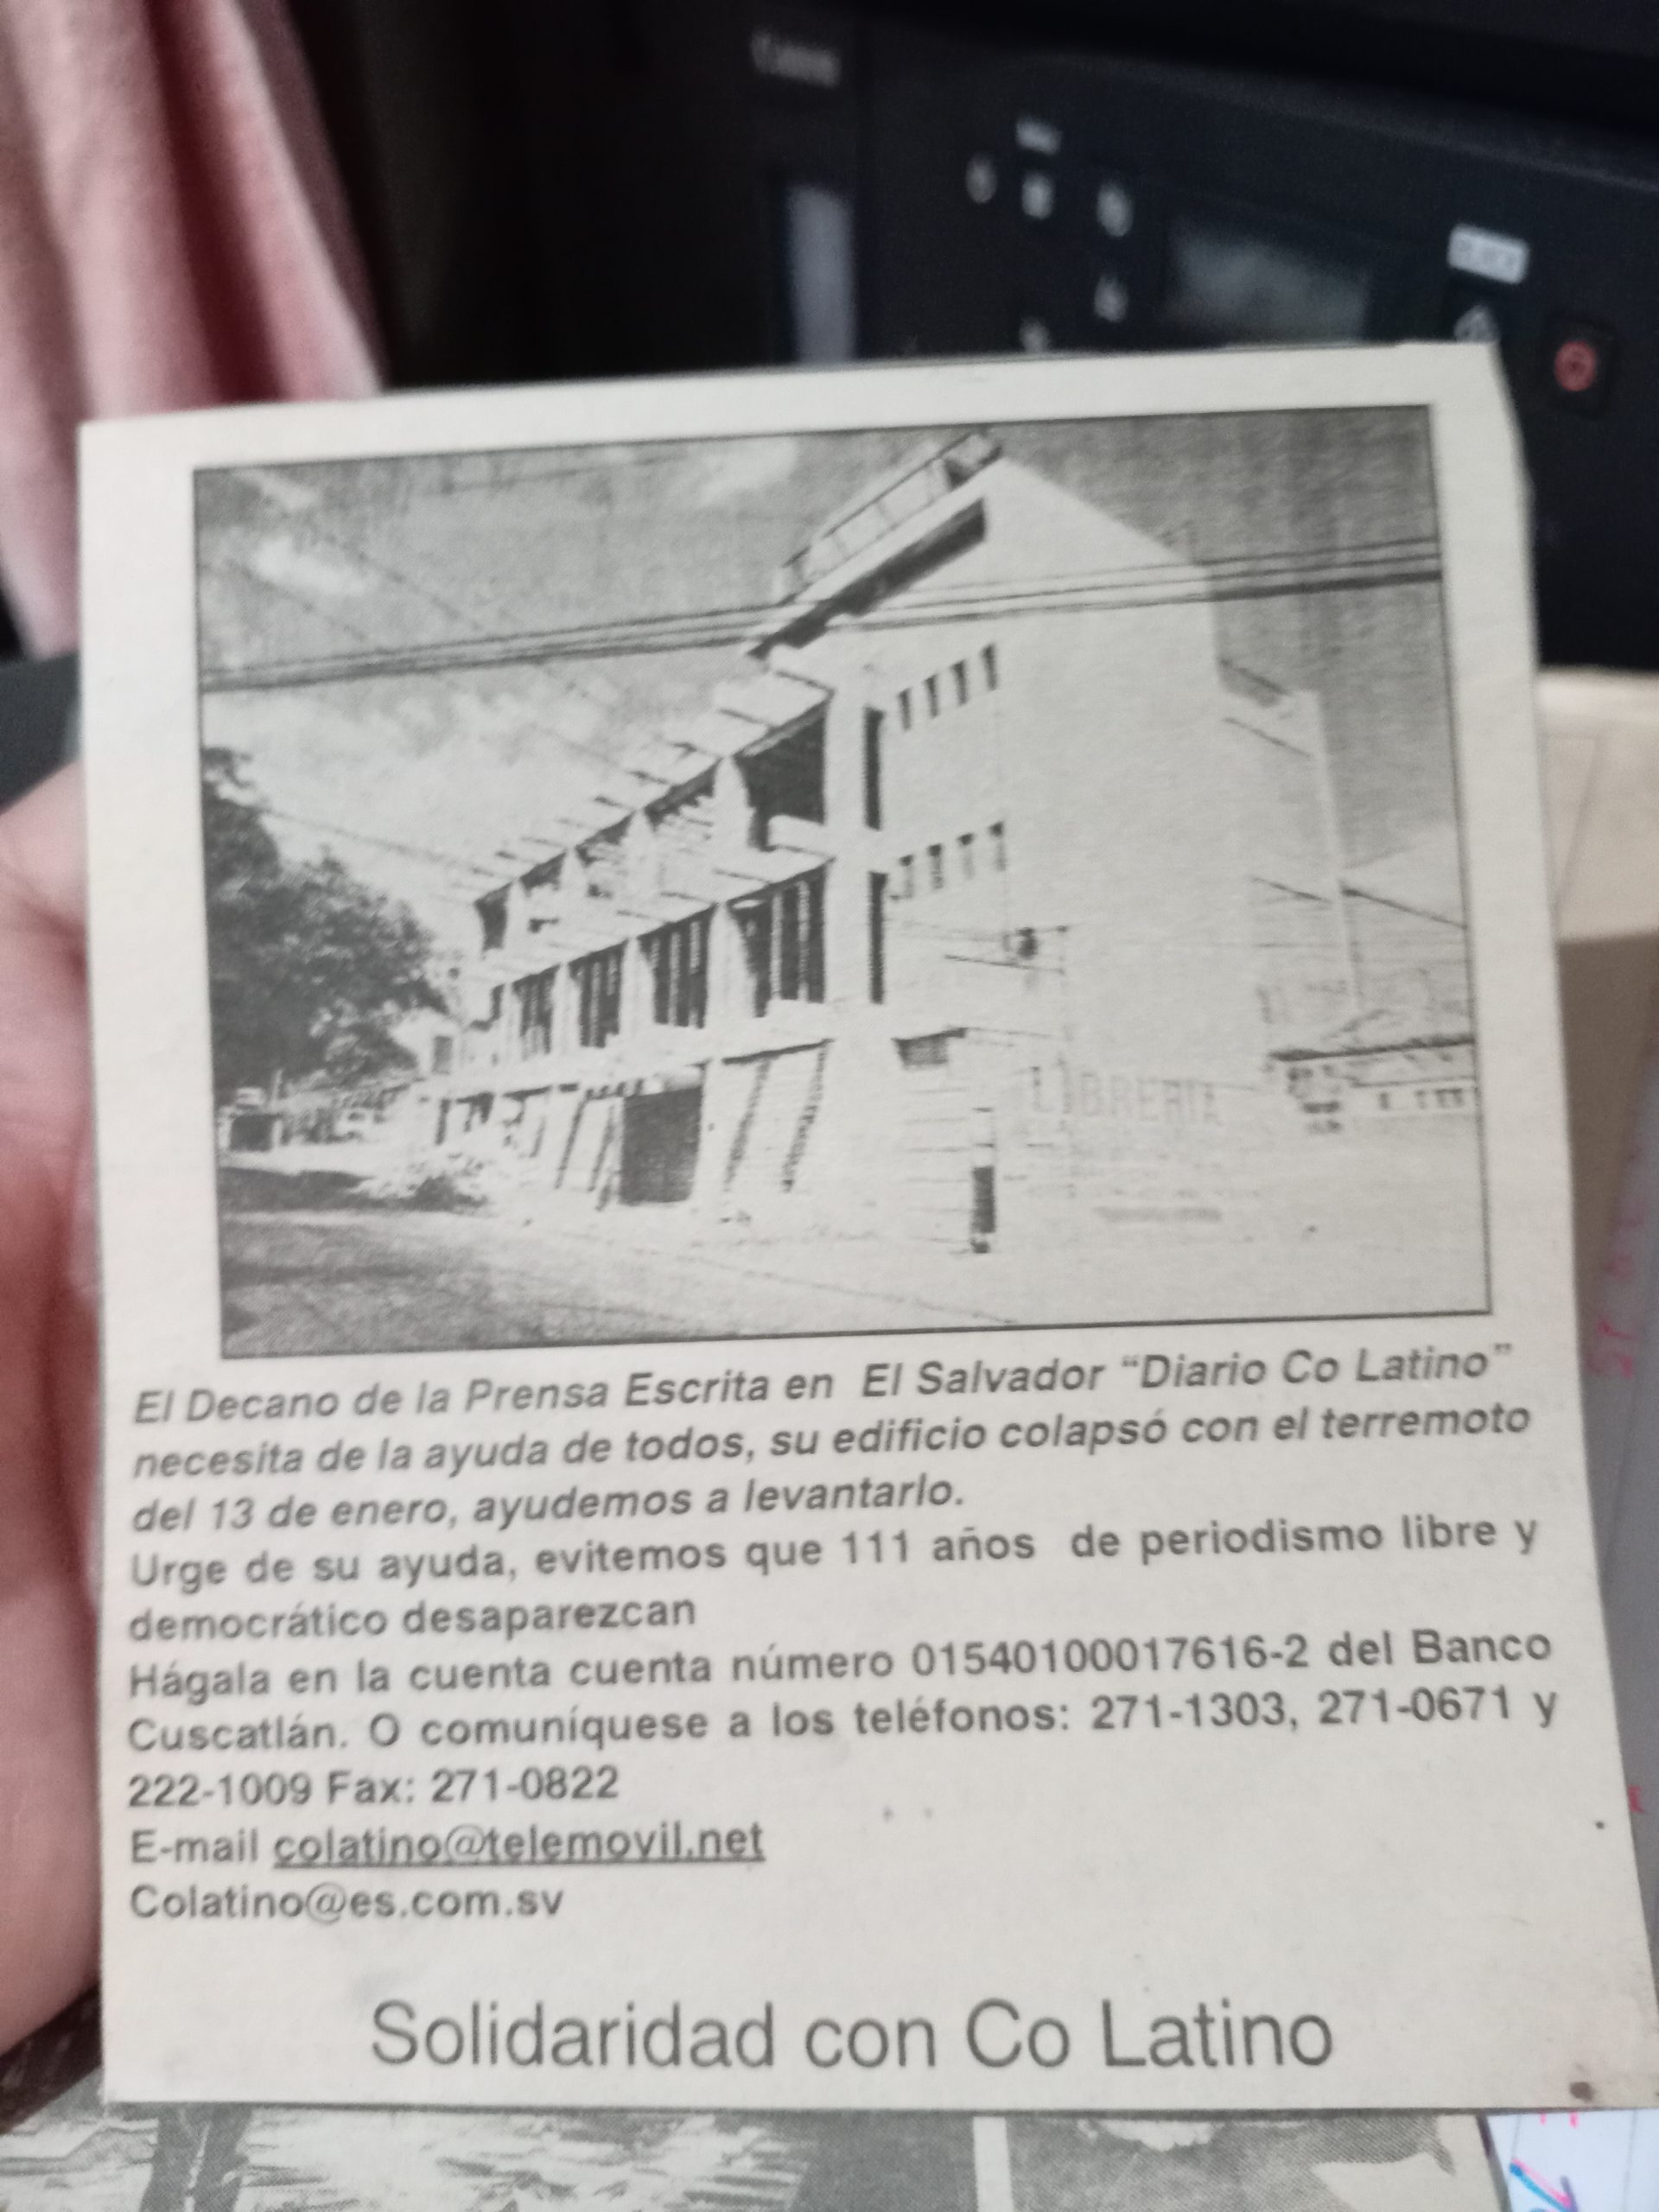 Canon
LIBRERIA
El Decano de la Prensa Escrita en El Salvador “Diario Co Latino”
necesita de la ayuda de todos, su edificio colapsó con el terremoto
del 13 de enero, ayudemos a levantarlo.
Urge de su ayuda, evitemos que 111 años de periodismo libre y
democrático desaparezcan
Hágala en la cuenta cuenta número 01540100017616-2 del Banco
Cuscatlán. O comuníquese a los teléfonos: 271-1303, 271-0671 y
222-1009 Fax: 271-0822
E-mail colatino@telemovil.net
Colatino@es.com.sv
Solidaridad con Co Latino